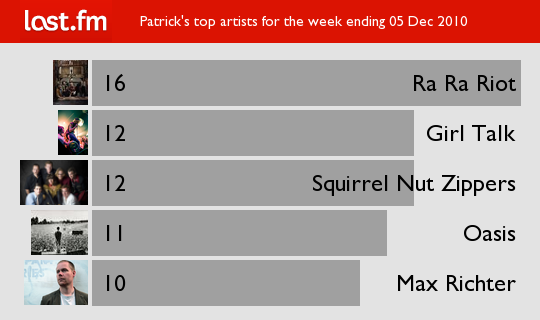 last.fm
Patrick's top artists for the week ending 05 Dec 2010
16 Ra Ra Riot
12 Girl Talk
12 Squirrel Nut Zippers
11 Oasis
10 Max Richter